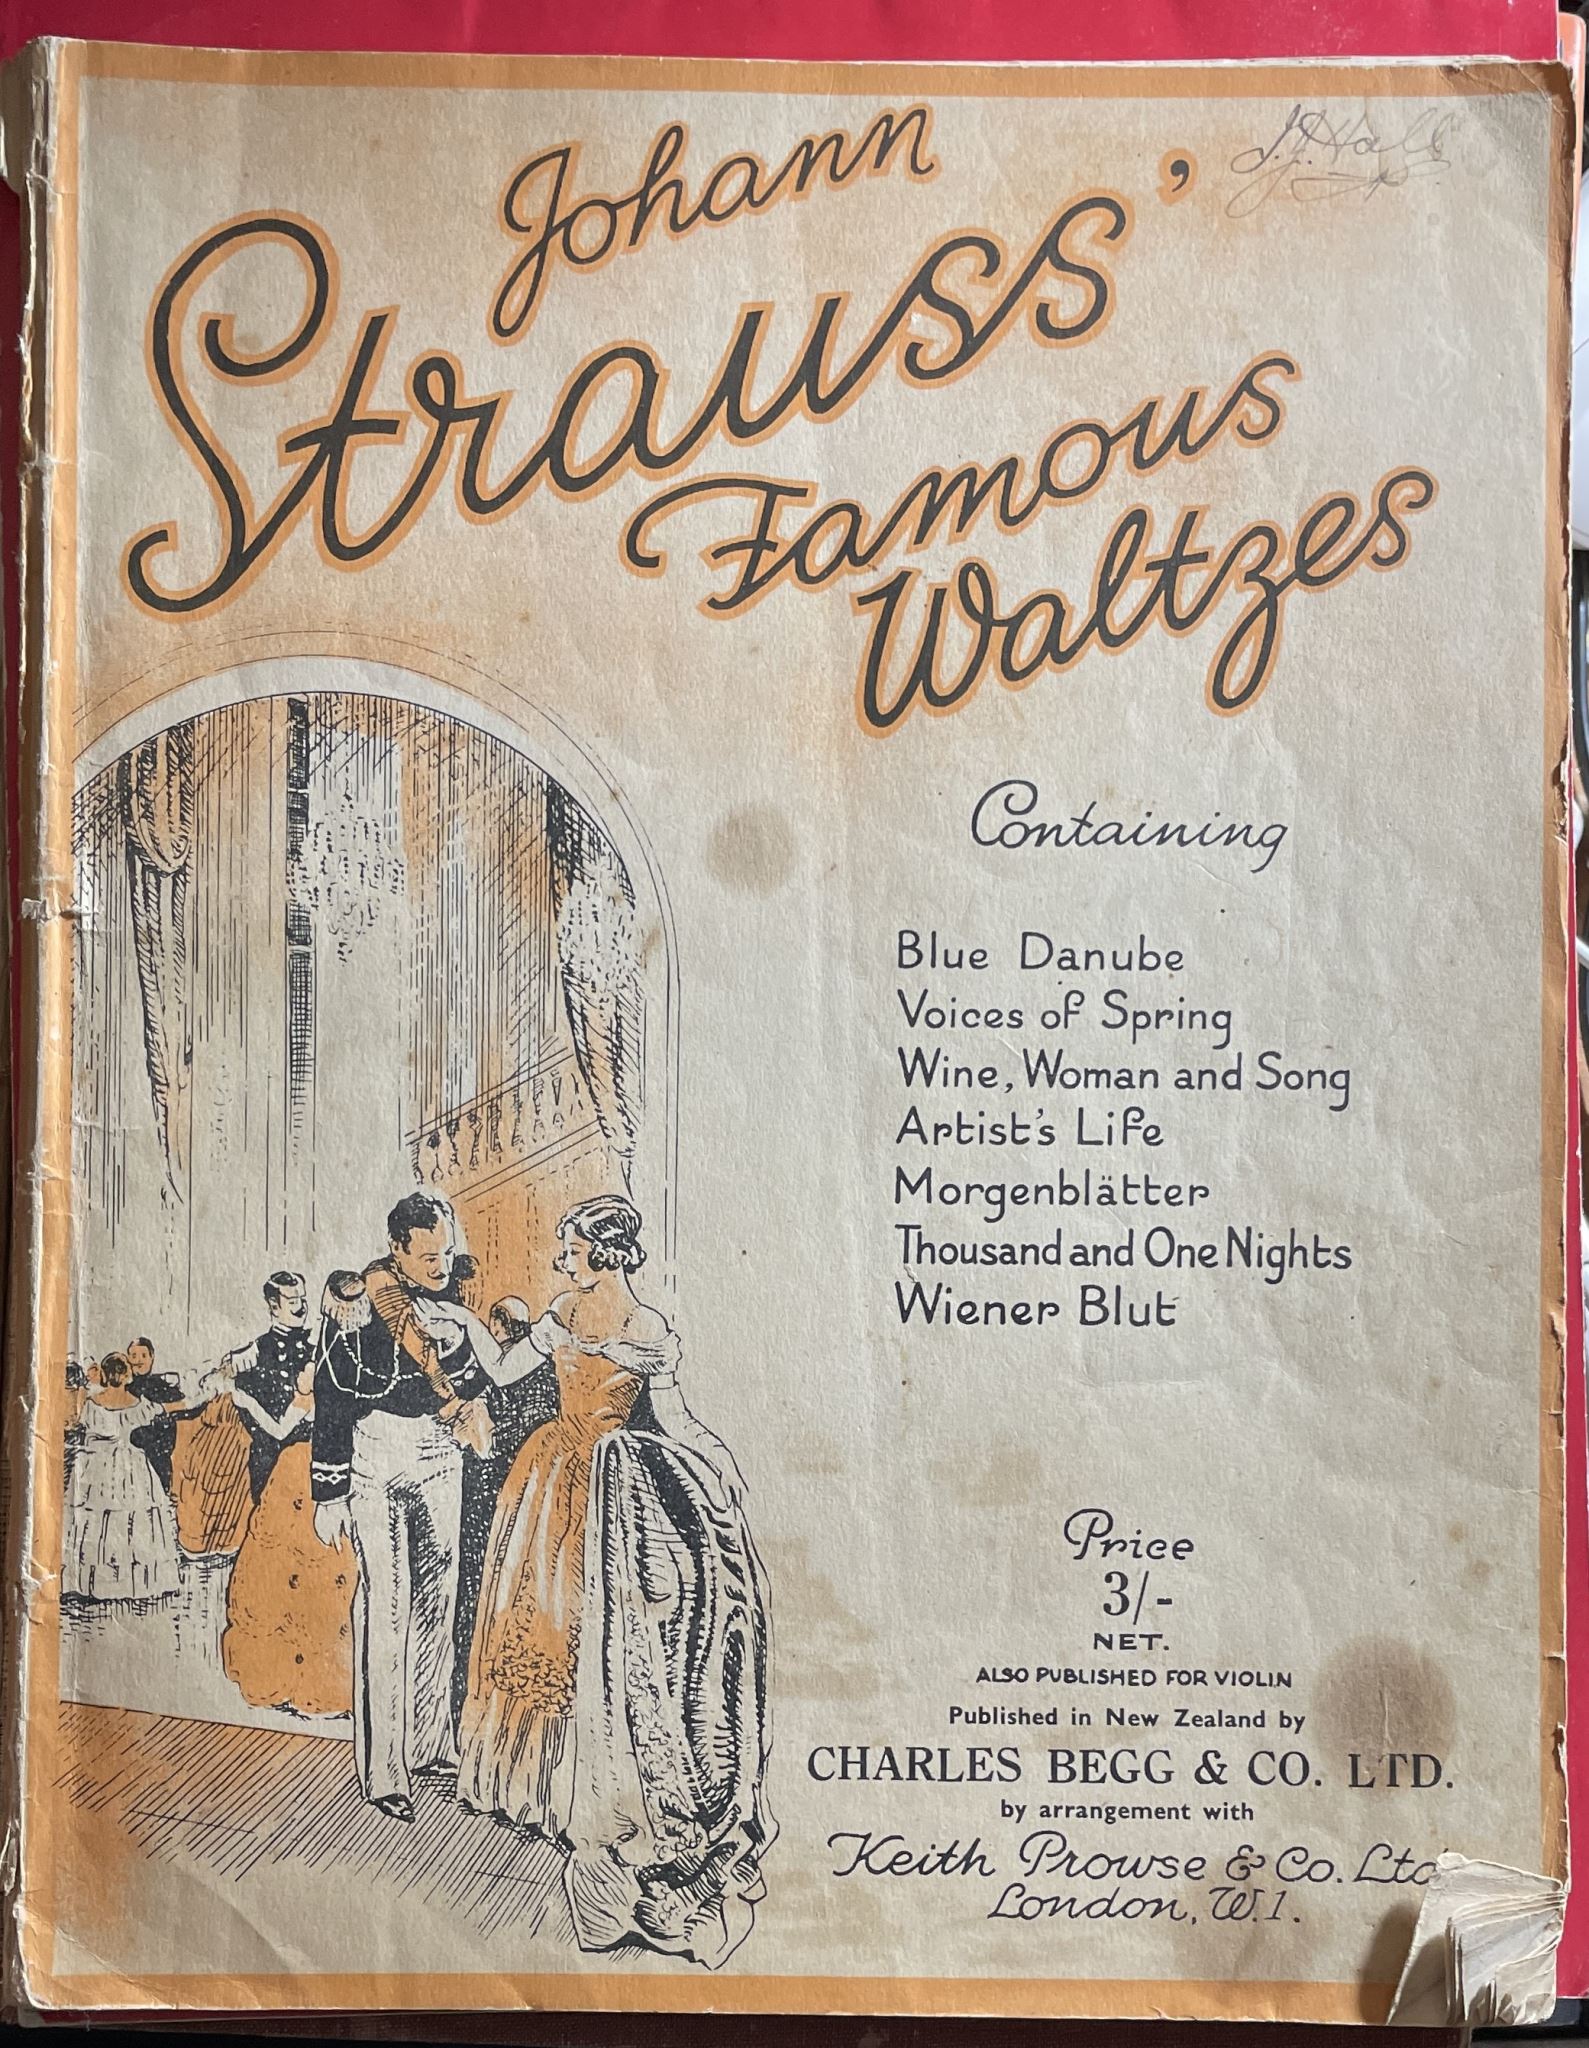 J. J. Hall
Johann
Strauss'
Famous
Waltzes
Containing
Blue Danube
Voices of Spring
Wine, Woman and Song
Artist's Life
Morgenblätter
Thousand and One Nights
Wiener Blut
Price
3/-
NET.
ALSO PUBLISHED FOR VIOLIN
Published in New Zealand by
CHARLES BEGG & CO. LTD.
by arrangement with
Keith Prowse & Co. Ltd
London, W.1.